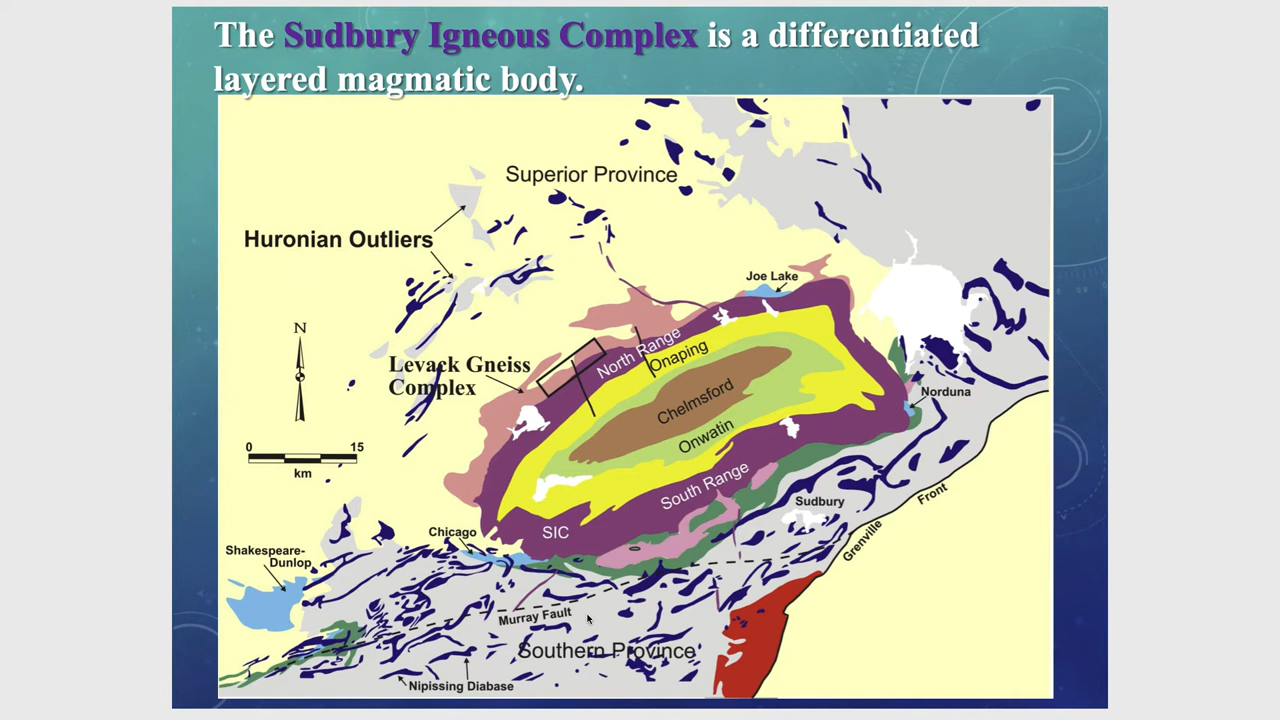 The Sudbury Igneous Complex is a differentiated
layered magmatic body.
Superior Province
Huronian Outliers
Joe Lake
N
North Range
Levack Gneiss
Complex
Onaping
Chelmsford
Norduna
Onwatin
0 15
km
South Range
Sudbury
Front
Grenville
SIC
Chicago
Shakespeare-
Dunlop
Murray Fault
Southern Province
Nipissing Diabase